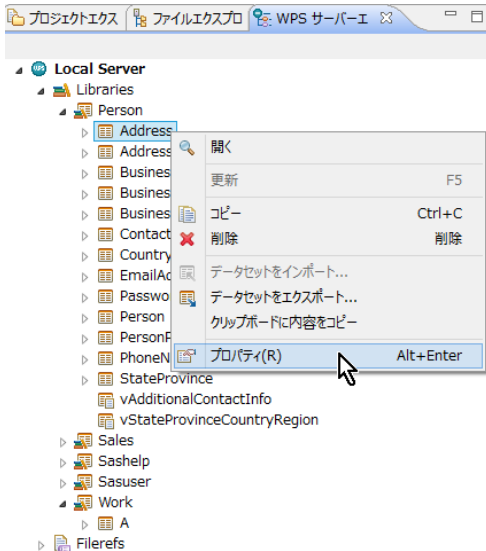 プロジェクトエクス ファイルエクスプロ WPS サーバーエ
Local Server
Libraries
Person
Address
Address
開く
Busines
更新 F5
Busines
Busines
コピー Ctrl+C
Contact
削除 削除
Country
EmailAd
データセットをインポート...
Passwo
データセットをエクスポート...
Person
クリップボードに内容をコピー
PersonP
PhoneN
プロパティ(R) Alt+Enter
StateProvince
vAdditionalContactInfo
vStateProvinceCountryRegion
Sales
Sashelp
Sasuser
Work
A
Filerefs